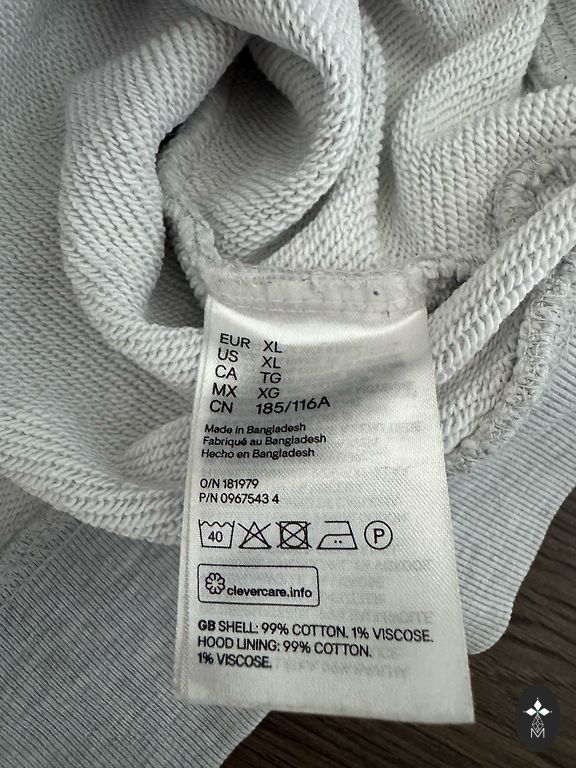 EUR XL
US XL
CA TG
MX XG
CN 185/116A
Made in Bangladesh
Fabriqué au Bangladesh
Hecho en Bangladesh
O/N 181979
P/N 0967543 4
40 P
clevercare.info
GB SHELL: 99% COTTON. 1% VISCOSE.
HOOD LINING: 99% COTTON.
1% VISCOSE.
M